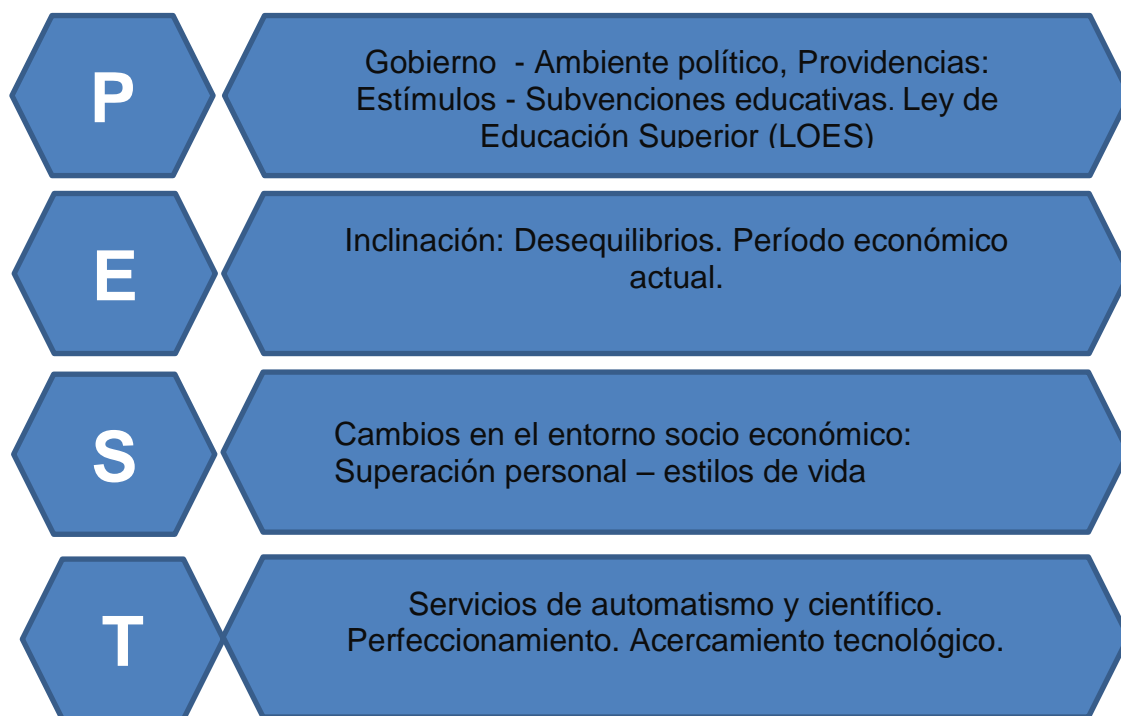 P
Gobierno - Ambiente político, Providencias:
Estímulos - Subvenciones educativas. Ley de
Educación Superior (LOES)
E
Inclinación: Desequilibrios. Período económico
actual.
S
Cambios en el entorno socio económico:
Superación personal – estilos de vida
T
Servicios de automatismo y científico.
Perfeccionamiento. Acercamiento tecnológico.